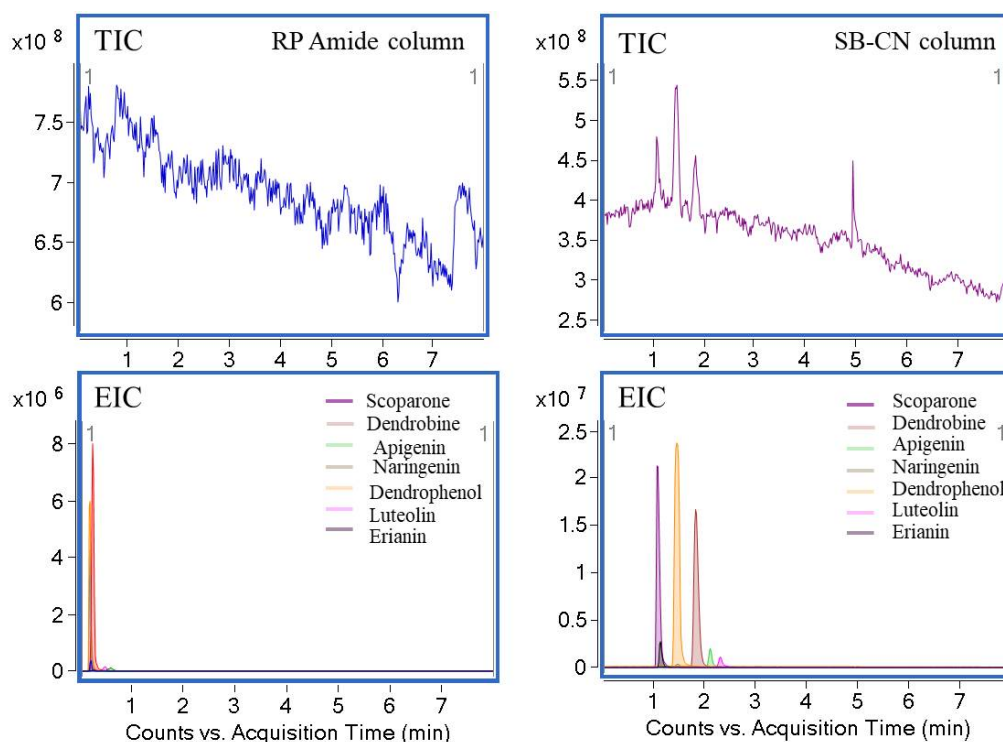 x10 8
TIC
RP Amide column
1
1
7.5
7
6.5
6
1 2 3 4 5 6 7
x10 8
TIC
SB-CN column
1
1
5.5
5
4.5
4
3.5
3
2.5
1 2 3 4 5 6 7
x10 6
EIC
1
1
Scoparone
Dendrobine
Apigenin
Naringenin
Dendrophenol
Luteolin
Erianin
8
6
4
2
0
1 2 3 4 5 6 7
Counts vs. Acquisition Time (min)
x10 7
EIC
1
1
Scoparone
Dendrobine
Apigenin
Naringenin
Dendrophenol
Luteolin
Erianin
2.5
2
1.5
1
0.5
0
1 2 3 4 5 6 7
Counts vs. Acquisition Time (min)